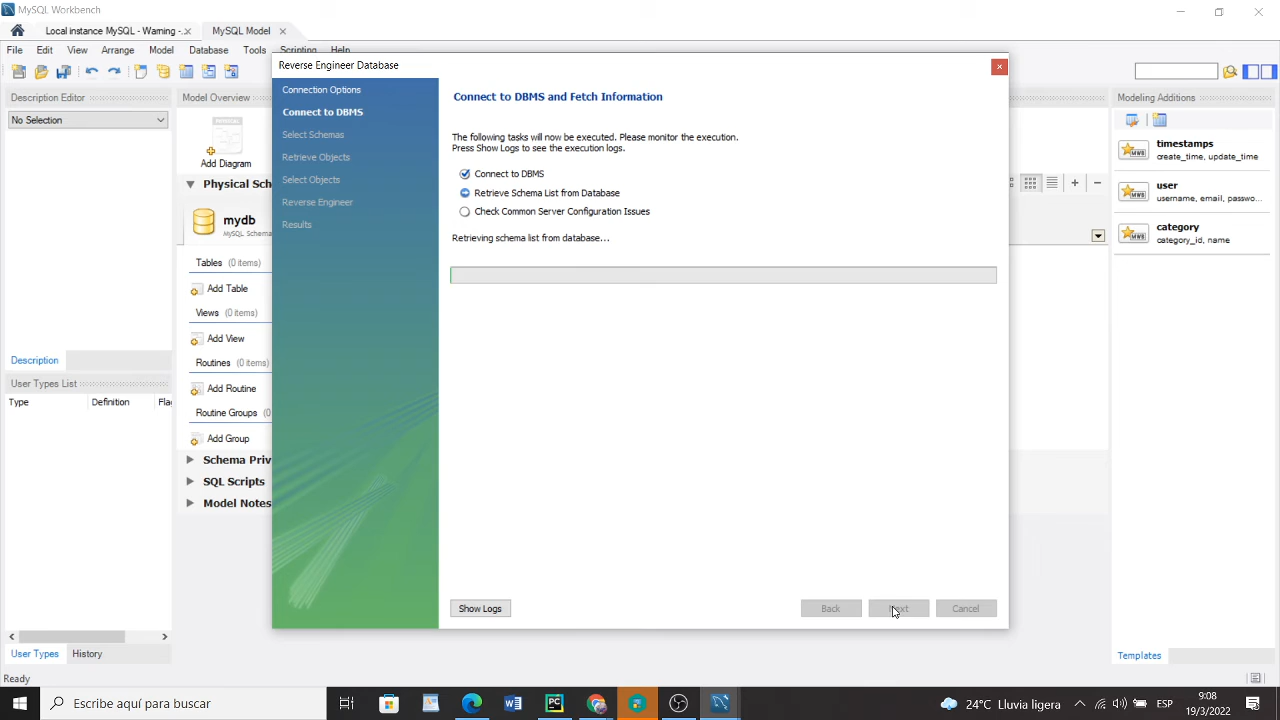 MySQL Workbench
Local instance MySQL - Warning -
MySQL Model
File Edit View Arrange Model Database Tools Scripting Help
Description Editor
No Selection
Description
User Types List
Type Definition Flag
User Types History
Ready
Model Overview
Add Diagram
Physical Sch
mydb
MySQL Schema
Tables (0 items)
Add Table
Views (0 items)
Add View
Routines (0 items)
Add Routine
Routine Groups (0
Add Group
Schema Priv
SQL Scripts
Model Notes
Reverse Engineer Database
Connection Options
Connect to DBMS
Select Schemas
Retrieve Objects
Select Objects
Reverse Engineer
Results
Connect to DBMS and Fetch Information
The following tasks will now be executed. Please monitor the execution.
Press Show Logs to see the execution logs.
Connect to DBMS
Retrieve Schema List from Database
Check Common Server Configuration Issues
Retrieving schema list from database...
Show Logs
Back
Next
Cancel
Modeling Additions
timestamps
create_time, update_time
user
username, email, passwo...
category
category_id, name
Templates
Escribe aquí para buscar
24°C Lluvia ligera
ESP
9:08
19/3/2022